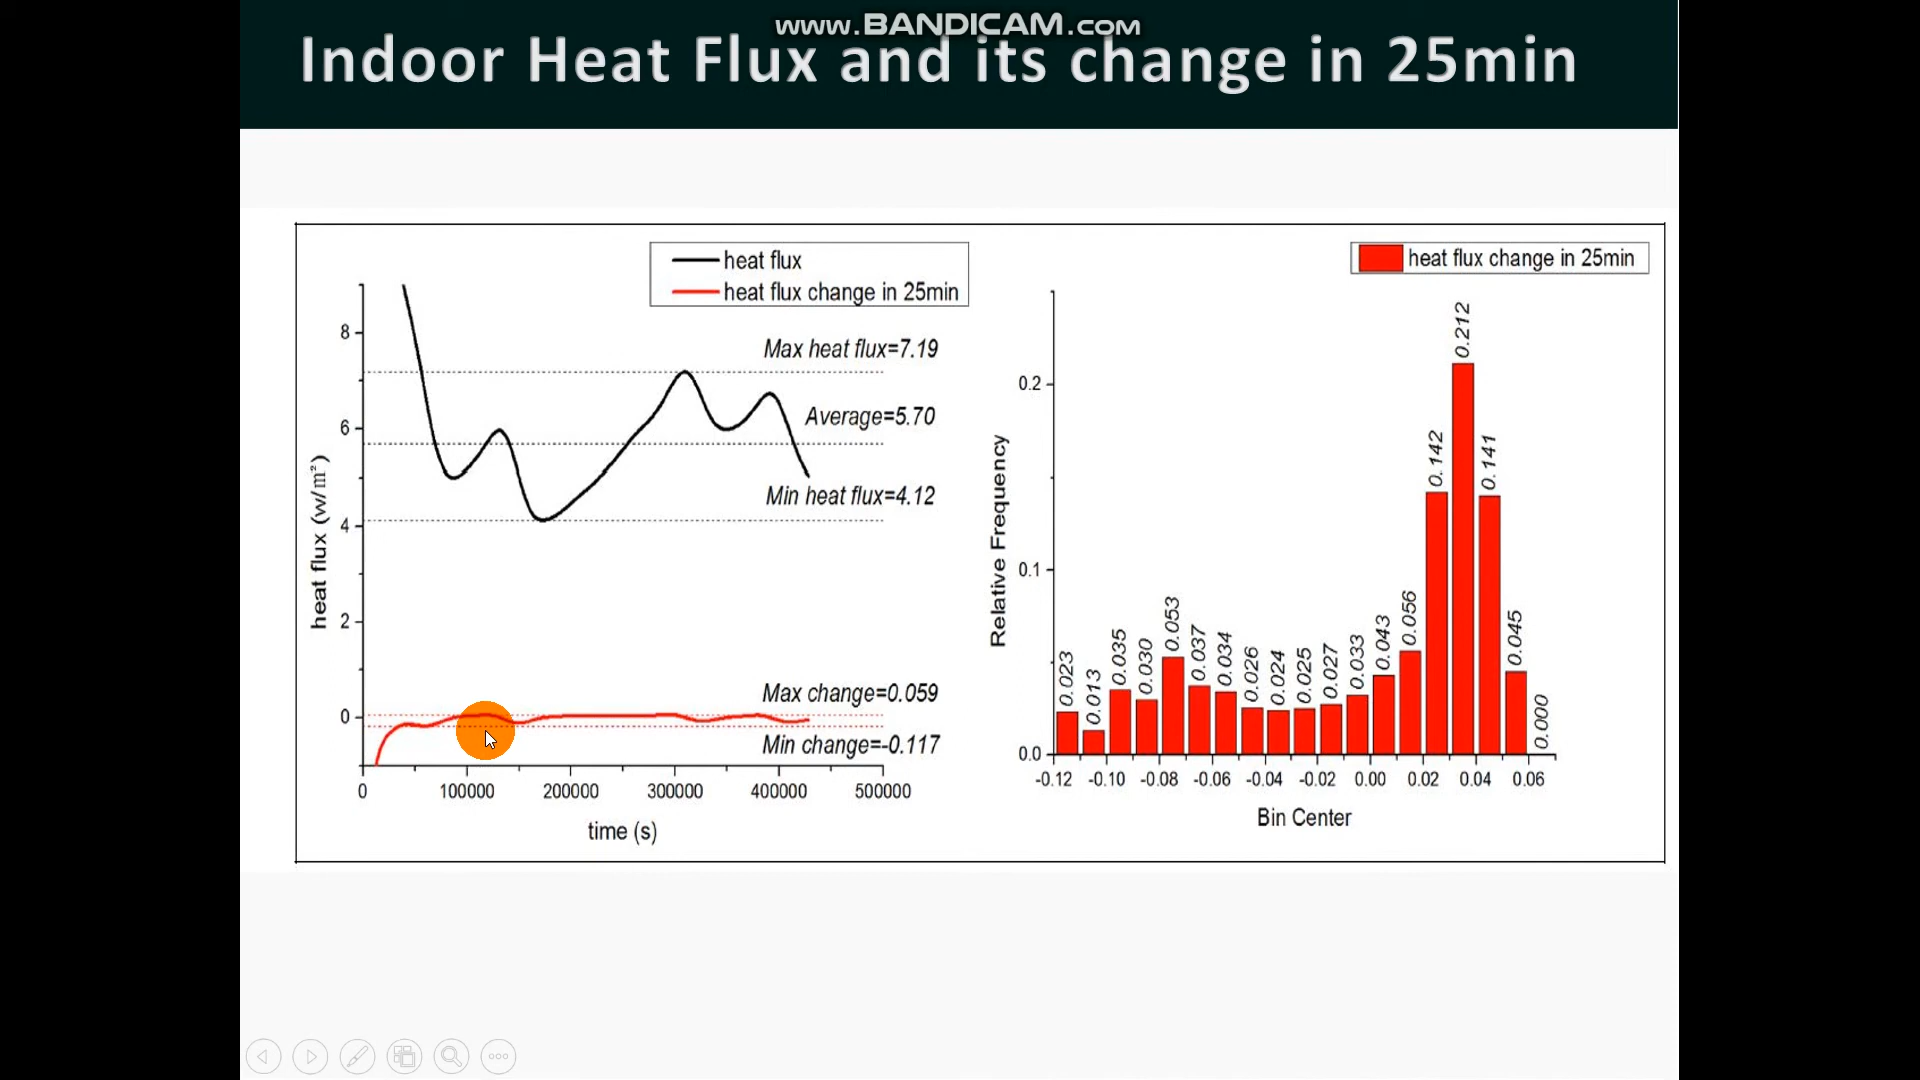 www.BANDICAM.com
Indoor Heat Flux and its change in 25min
heat flux
heat flux change in 25min
Max heat flux=7.19
Average=5.70
Min heat flux=4.12
Max change=0.059
Min change=-0.117
heat flux (w/m²)
8
6
4
2
0
0 100000 200000 300000 400000 500000
time (s)
heat flux change in 25min
Relative Frequency
0.2
0.1
0.0
0.023 0.013 0.035 0.030 0.053 0.037 0.034 0.026 0.024 0.025 0.027 0.033 0.043 0.056 0.142 0.212 0.141 0.045 0.000
-0.12 -0.10 -0.08 -0.06 -0.04 -0.02 0.00 0.02 0.04 0.06
Bin Center